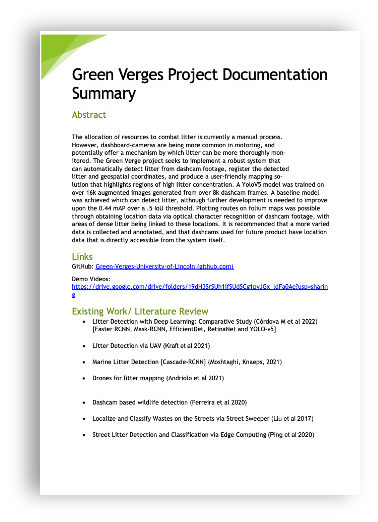 Green Verges Project Documentation
Summary
Abstract
The allocation of resources to combat litter is currently a manual process.
However, dashboard-cameras are being more common in motoring, and
potentially offer a mechanism by which litter can be more thoroughly mon-
itored. The Green Verge project seeks to implement a robust system that
can automatically detect litter from dashcam footage, register the detected
litter and geospatial coordinates, and produce a user-friendly mapping so-
lution that highlights regions of high litter concentration. A YoloV5 model was trained on
over 16k augmented images generated from over 8k dashcam frames. A baseline model
was achieved which can detect litter, although further development is needed to improve
upon the 0.44 mAP over a .5 IoU threshold. Plotting routes on folium maps was possible
through obtaining location data via optical character recognition of dashcam footage, with
areas of dense litter being linked to these locations. It is recommended that a more varied
data is collected and annotated, and that dashcams used for future product have location
data that is directly accessible from the system itself.
Links
GitHub: Green-Verges-University-of-Lincoln (github.com)
Demo Videos:
Existing Work/ Literature Review
• Litter Detection with Deep Learning: Comparative Study (Córdova M et al 2022)
[Faster RCNN, Mask-RCNN, EfficientDet, RetinaNet and YOLO-v5]
• Litter Detection via UAV (Kraft et al 2021)
• Marine Litter Detection [Cascade-RCNN] (Moshtaghi, Knaeps, 2021)
• Drones for litter mapping (Andriolo et al 2021)
• Dashcam based wildlife detection (Ferreira et al 2020)
• Localize and Classify Wastes on the Streets via Street Sweeper (Liu et al 2017)
• Street Litter Detection and Classification via Edge Computing (Ping et al 2020)